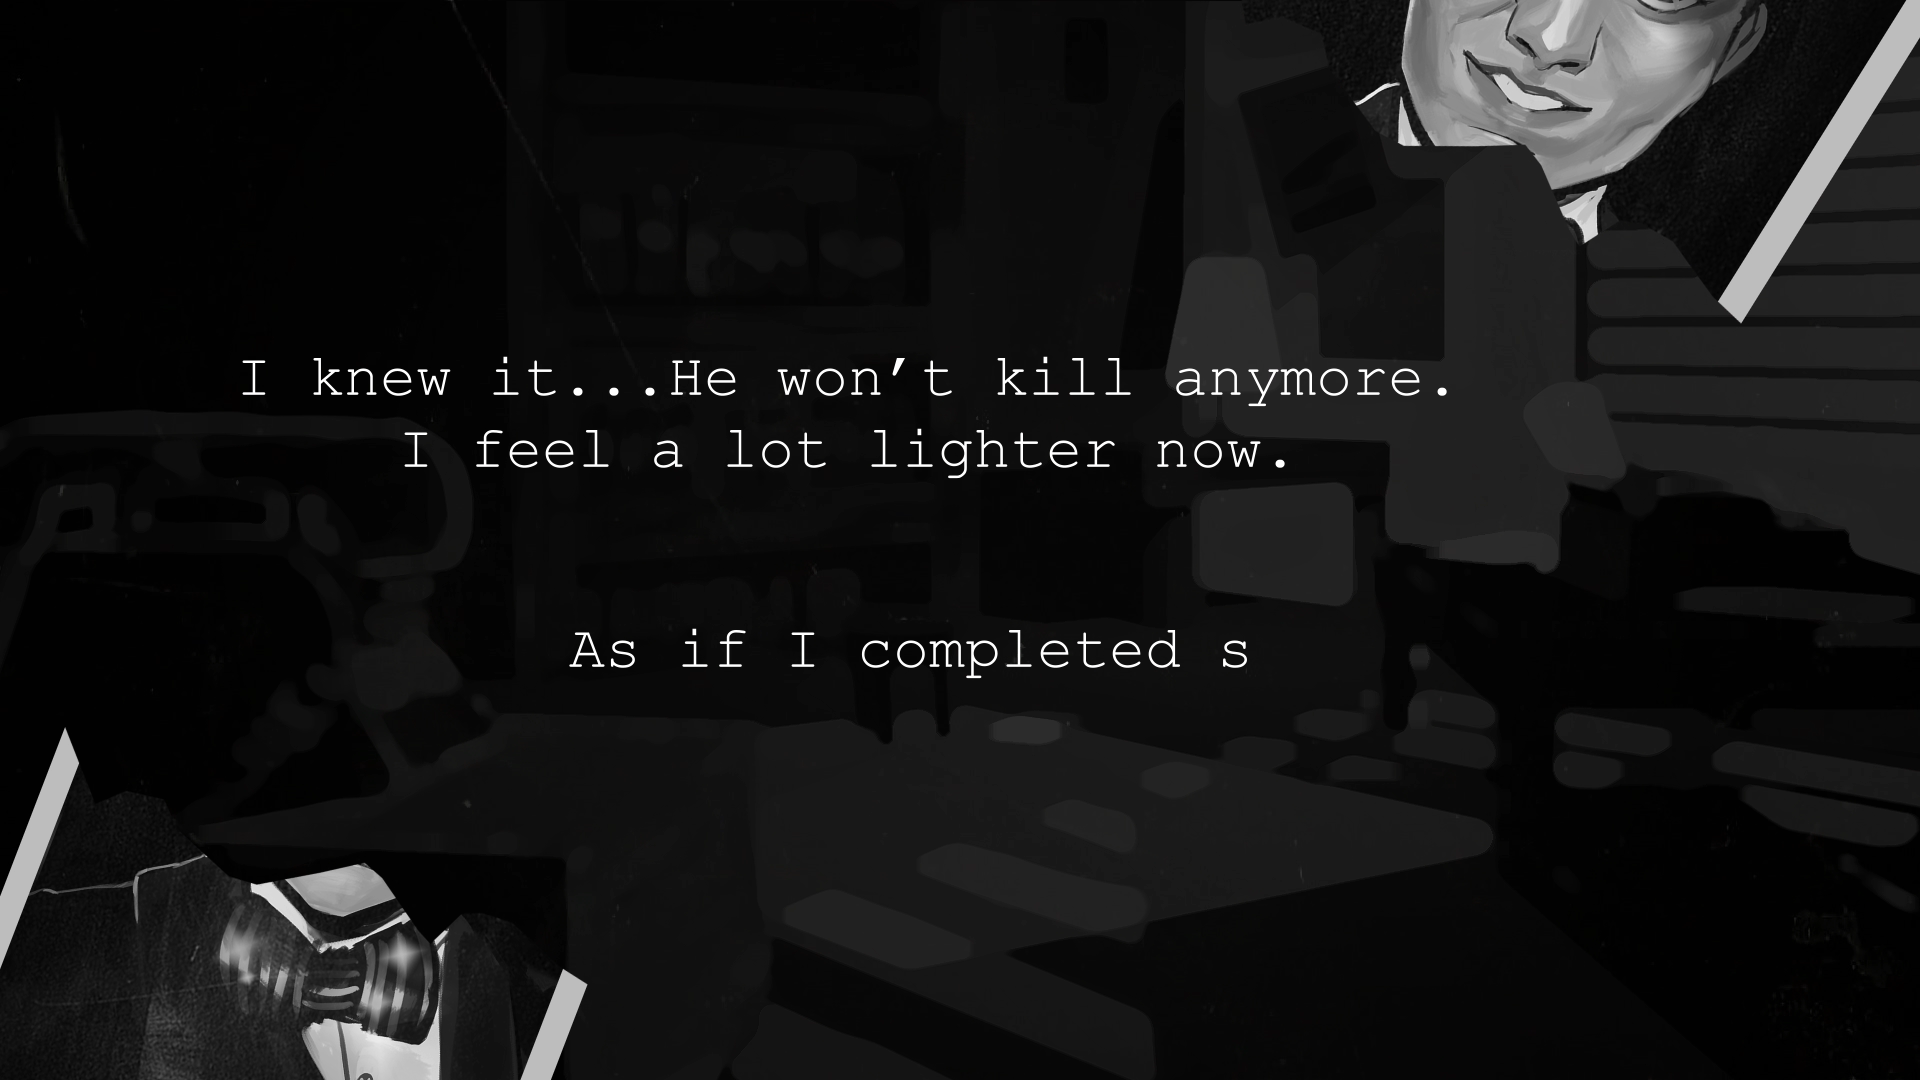 I knew it...He won’t kill anymore.
I feel a lot lighter now.
As if I completed s